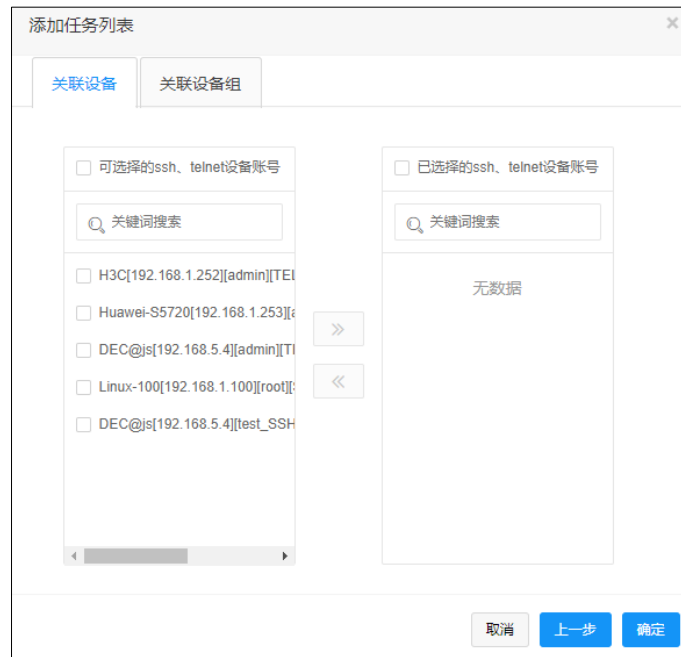 添加任务列表
×
关联设备
关联设备组
可选择的ssh、telnet设备账号
关键词搜索
H3C[192.168.1.252][admin][TEL
Huawei-S5720[192.168.1.253][a
DEC@js[192.168.5.4][admin][TI
Linux-100[192.168.1.100][root][S
DEC@js[192.168.5.4][test_SSH
已选择的ssh、telnet设备账号
关键词搜索
无数据
取消
上一步
确定